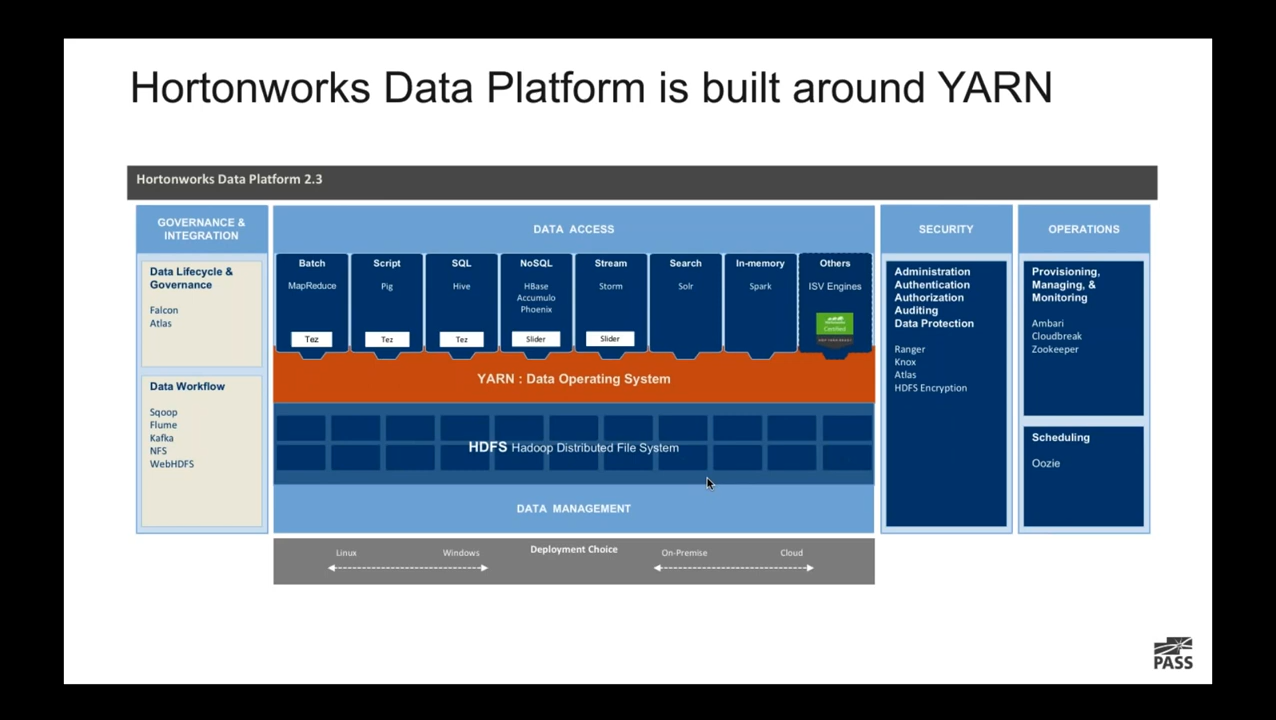 Hortonworks Data Platform is built around YARN
Hortonworks Data Platform 2.3
GOVERNANCE &
INTEGRATION
Data Lifecycle &
Governance
Falcon
Atlas
Data Workflow
Sqoop
Flume
Kafka
NFS
WebHDFS
DATA ACCESS
Batch
MapReduce
Tez
Script
Pig
Tez
SQL
Hive
Tez
NoSQL
HBase
Accumulo
Phoenix
Slider
Stream
Storm
Slider
Search
Solr
In-memory
Spark
Others
ISV Engines
Certified
YARN : Data Operating System
HDFS Hadoop Distributed File System
DATA MANAGEMENT
Linux
Windows
Deployment Choice
On-Premise
Cloud
SECURITY
Administration
Authentication
Authorization
Auditing
Data Protection
Ranger
Knox
Atlas
HDFS Encryption
OPERATIONS
Provisioning,
Managing, &
Monitoring
Ambari
Cloudbreak
Zookeeper
Scheduling
Oozie
PASS